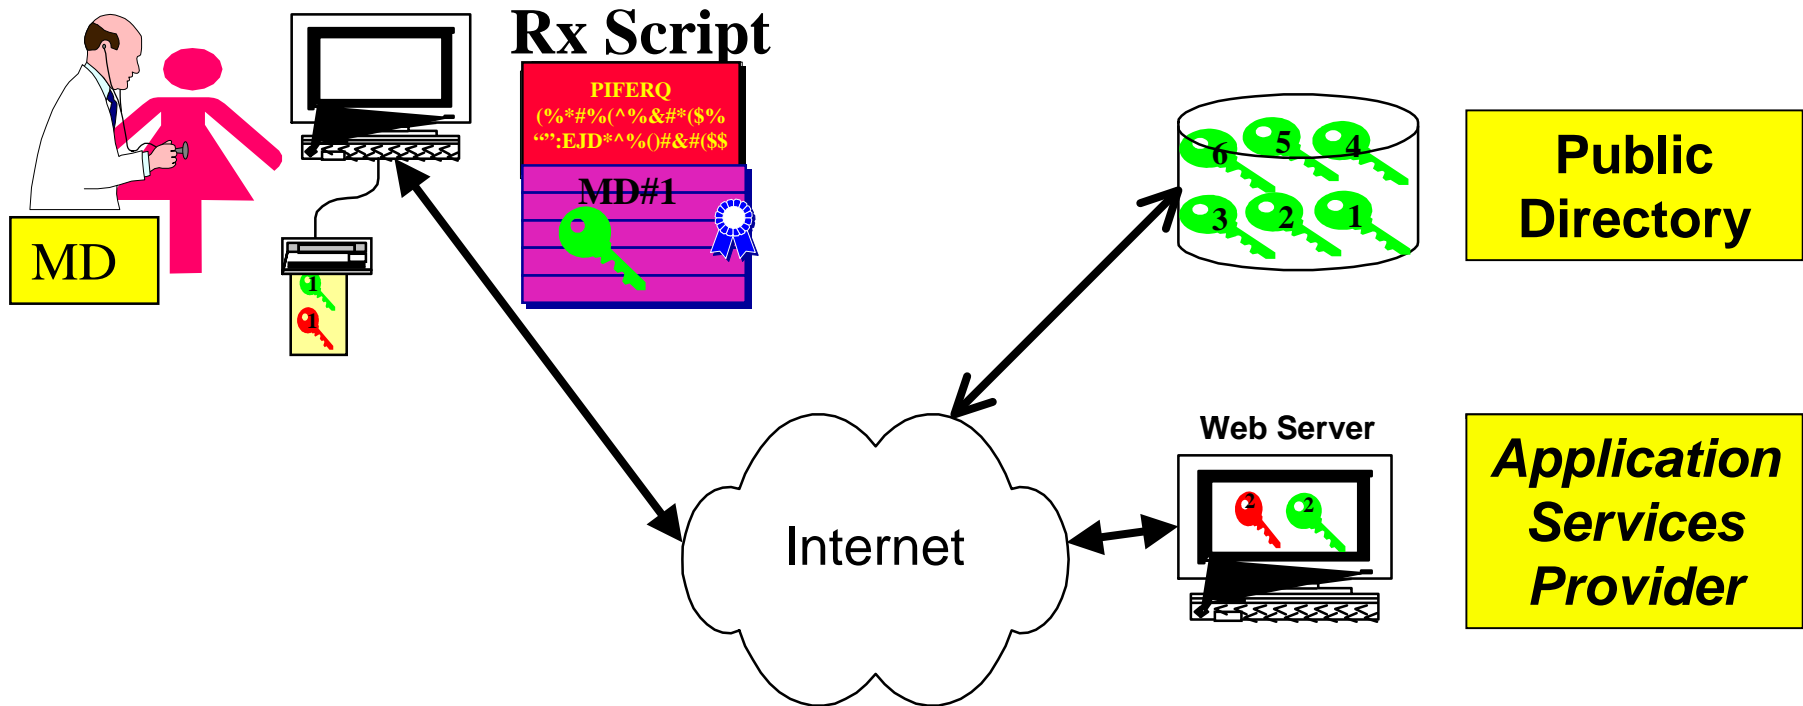 Rx Script
PIFERQ
(%*#%(^%&#*($%
“”:EJD*^%()#&#($$
MD#1
MD
1
1
6
5
4
3
2
1
Public
Directory
Internet
Web Server
2
2
Application
Services
Provider